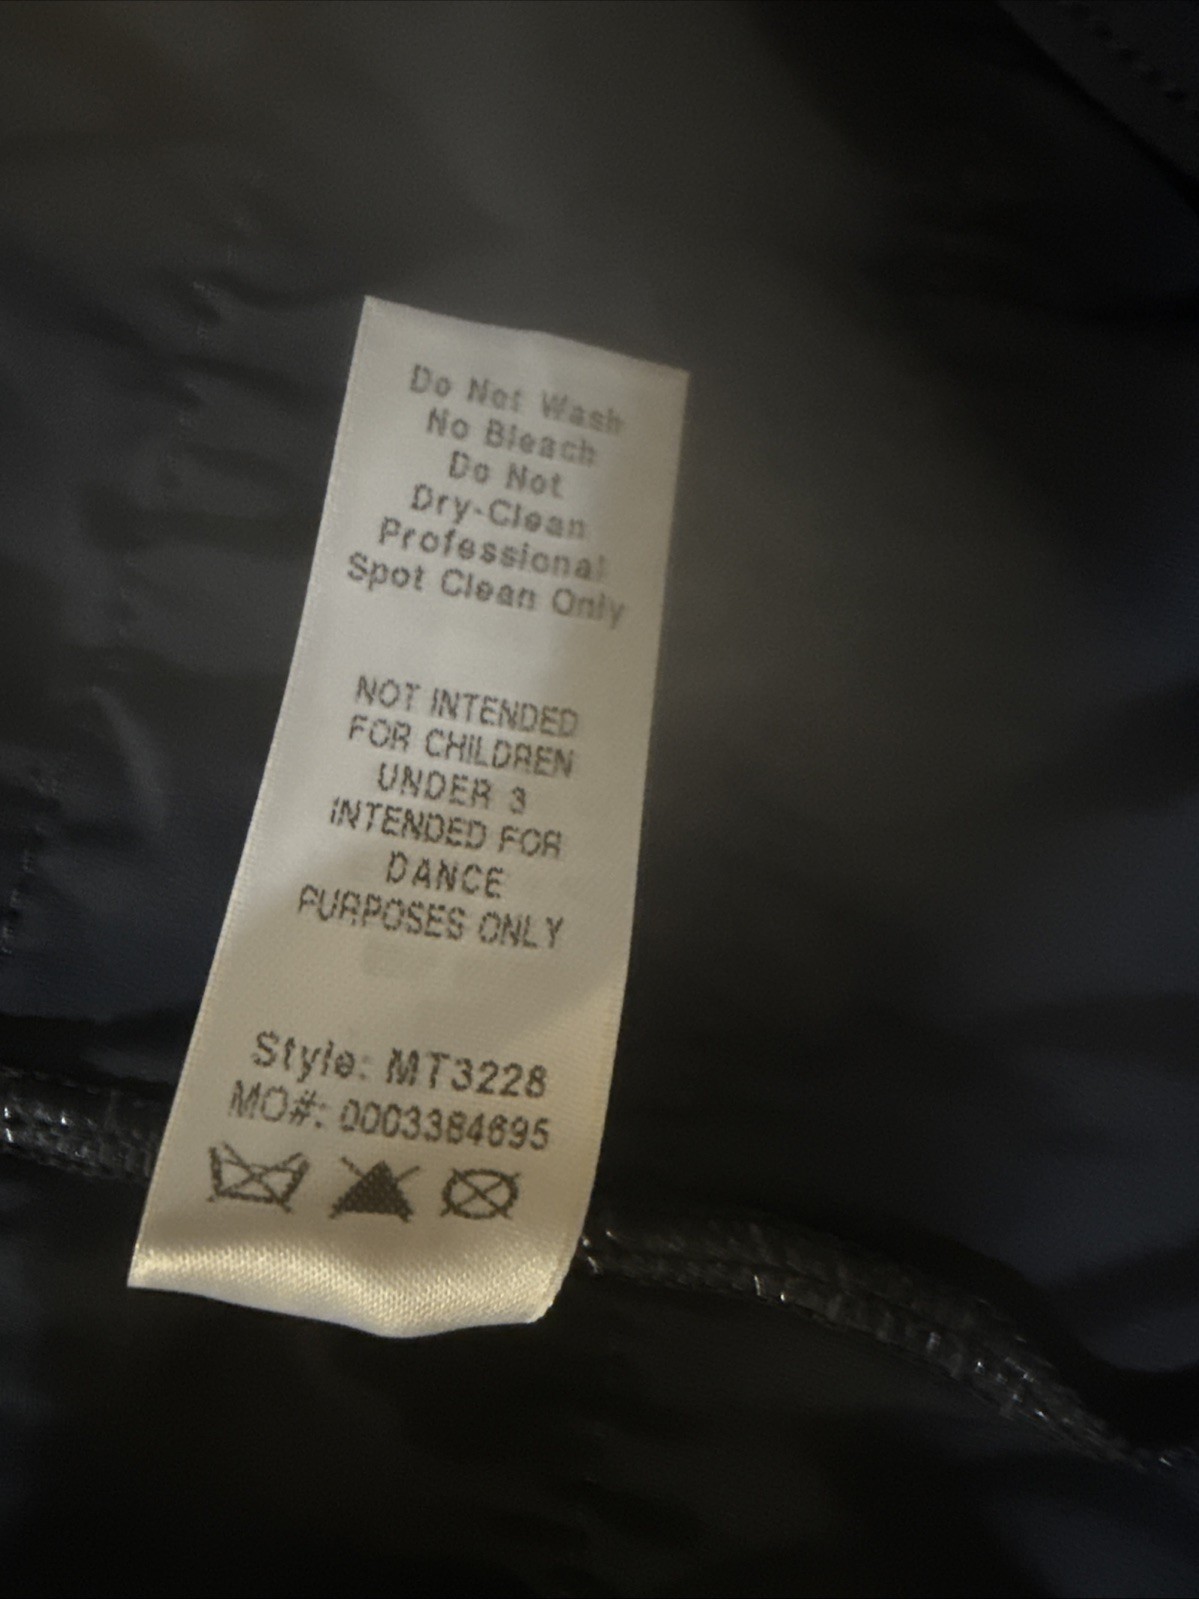 Do Not Wash
No Bleach
Do Not
Dry-Clean
Professional
Spot Clean Only
NOT INTENDED
FOR CHILDREN
UNDER 3
INTENDED FOR
DANCE
PURPOSES ONLY
Style: MT3228
MO#: 0003384695